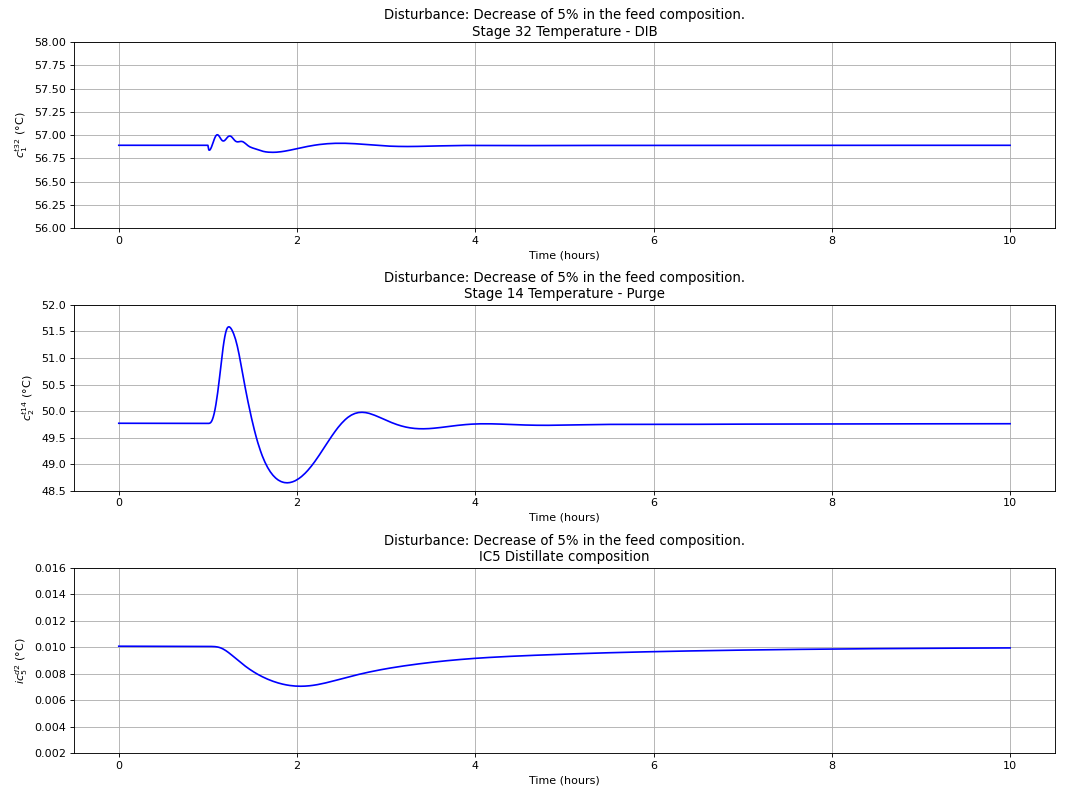 Disturbance: Decrease of 5% in the feed composition.
Stage 32 Temperature - DIB
58.00
57.75
57.50
57.25
57.00
56.75
56.50
56.25
56.00
c₁ᵗ³² (°C)
0 2 4 6 8 10
Time (hours)
Disturbance: Decrease of 5% in the feed composition.
Stage 14 Temperature - Purge
52.0
51.5
51.0
50.5
50.0
49.5
49.0
48.5
c₂ᵗ¹⁴ (°C)
0 2 4 6 8 10
Time (hours)
Disturbance: Decrease of 5% in the feed composition.
IC5 Distillate composition
0.016
0.014
0.012
0.010
0.008
0.006
0.004
0.002
ic₅ᵈ² (°C)
0 2 4 6 8 10
Time (hours)